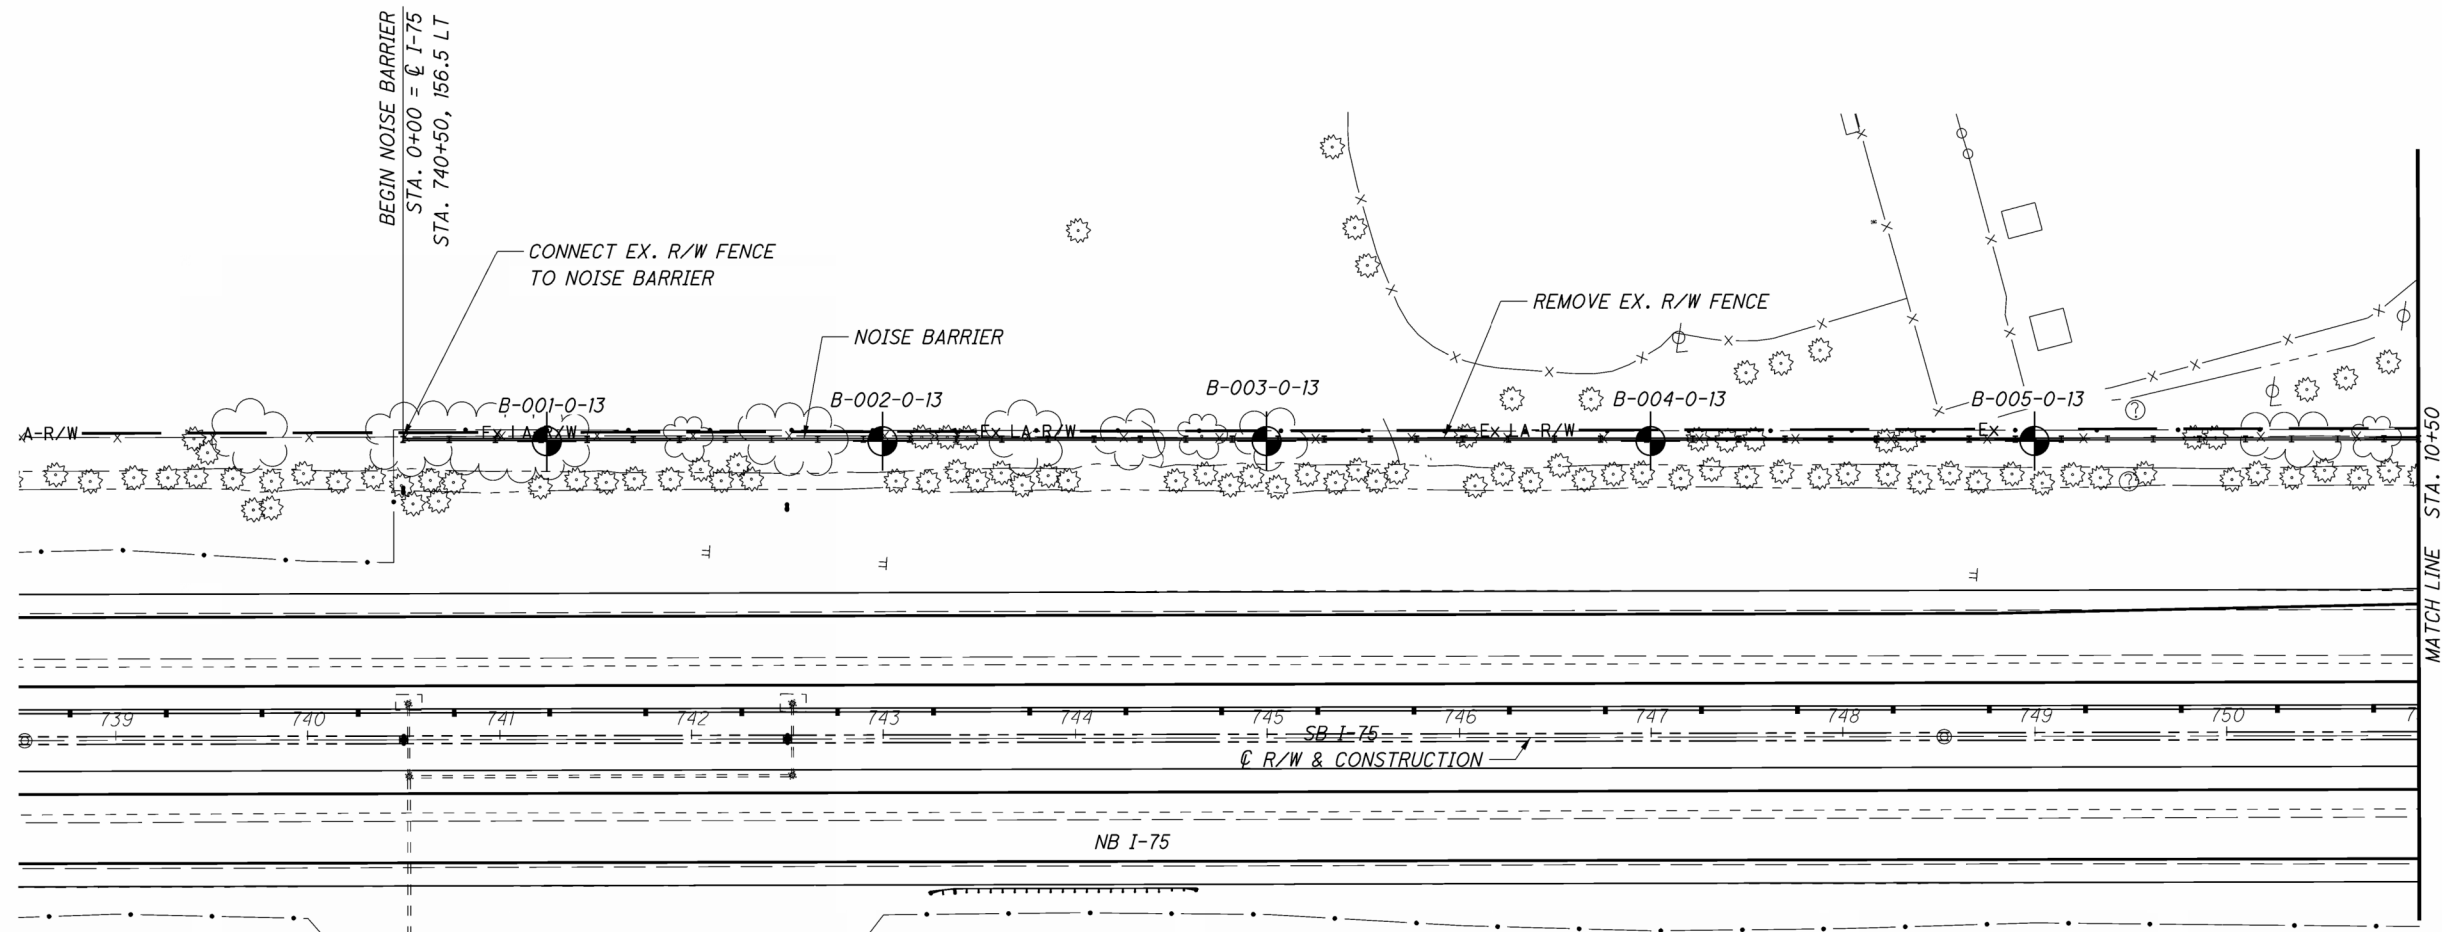 BEGIN NOISE BARRIER
STA. 0+00 = ℄ I-75
STA. 740+50, 156.5 LT
CONNECT EX. R/W FENCE
TO NOISE BARRIER
NOISE BARRIER
REMOVE EX. R/W FENCE
B-001-0-13
B-002-0-13
B-003-0-13
B-004-0-13
B-005-0-13
A-R/W
Ex LA-R/W
Ex LA-R/W
Ex LA-R/W
Ex
?
?
MATCH LINE STA. 10+50
739
740
741
742
743
744
745
746
747
748
749
750
7
SB I-75
℄ R/W & CONSTRUCTION
NB I-75